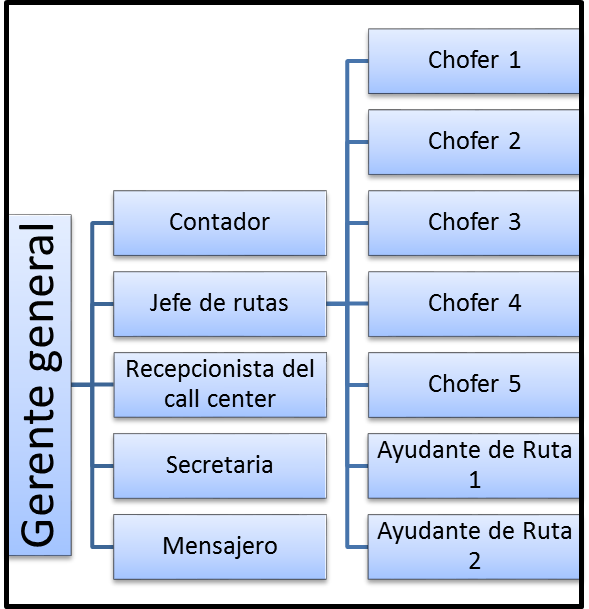 Gerente general
Contador
Jefe de rutas
Recepcionista del
call center
Secretaria
Mensajero
Chofer 1
Chofer 2
Chofer 3
Chofer 4
Chofer 5
Ayudante de Ruta
1
Ayudante de Ruta
2